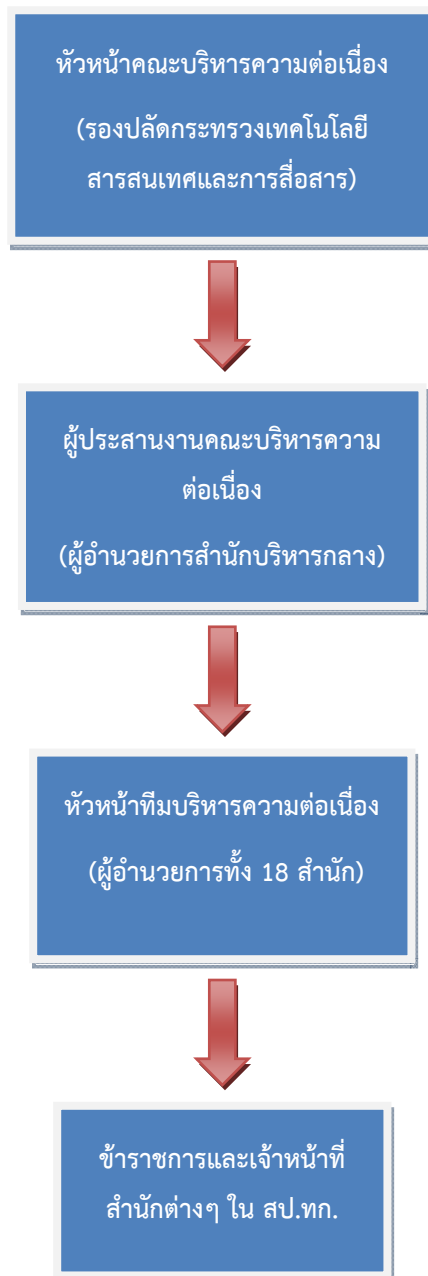 หัวหน้าคณะบริหารความต่อเนื่อง
(รองปลัดกระทรวงเทคโนโลยี
สารสนเทศและการสื่อสาร)
ผู้ประสานงานคณะบริหารความ
ต่อเนื่อง
(ผู้อำนวยการสำนักบริหารกลาง)
หัวหน้าทีมบริหารความต่อเนื่อง
(ผู้อำนวยการทั้ง 18 สำนัก)
ข้าราชการและเจ้าหน้าที่
สำนักต่างๆ ใน สป.ทก.